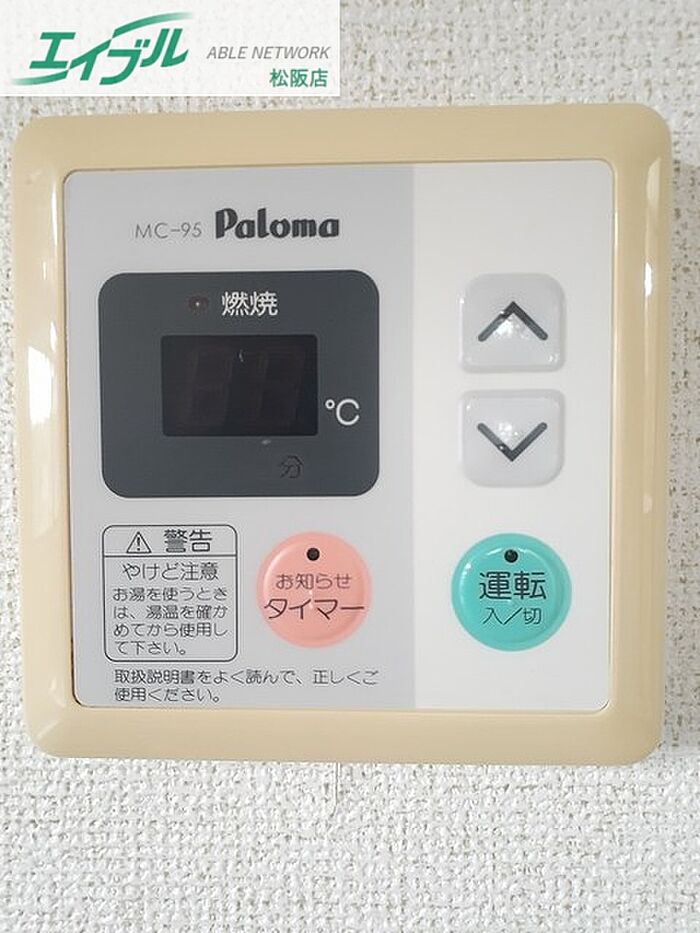 エイブル ABLE NETWORK
松阪店
MC-95 Paloma
燃焼
℃
分
警告
やけど注意
お湯を使うとき
は、湯温を確か
めてから使用し
て下さい。
お知らせ
タイマー
運転
入/切
取扱説明書をよく読んで、正しくご
使用ください。